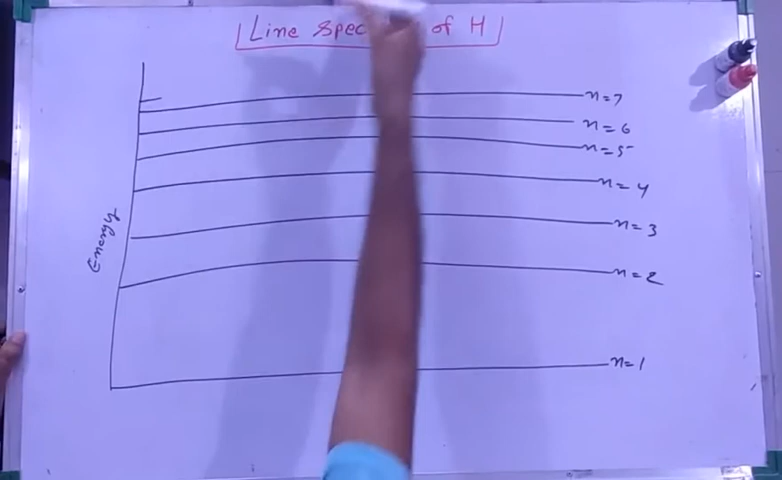 Line Spec of H
n=7
n=6
n=5
n=4
Energy
n=3
n=2
n=1